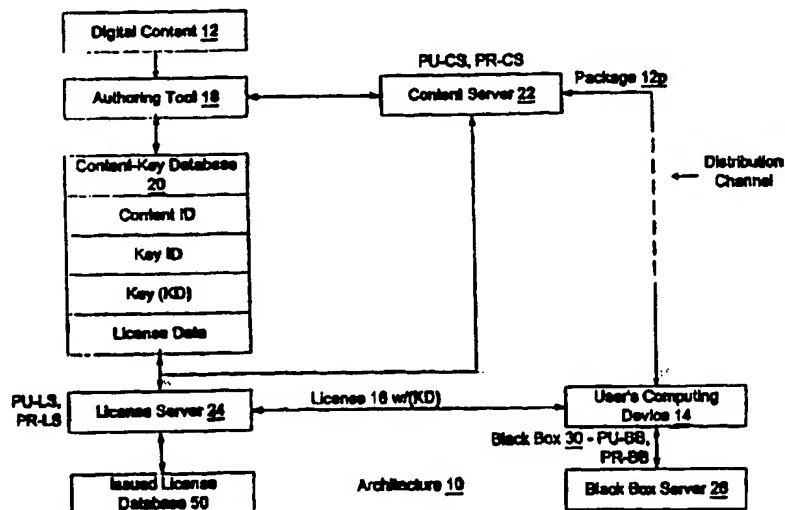 Digital Content 12
PU-CS, PR-CS
Package 12p
Authoring Tool 18
Content Server 22
Content-Key Database
20
Distribution
Channel
Content ID
Key ID
Key (KD)
License Data
PU-LS,
PR-LS
License Server 24
License 16 w/(KD)
User's Computing
Device 14
Black Box 30 - PU-BB,
PR-BB
Issued License
Database 50
Architecture 10
Black Box Server 26